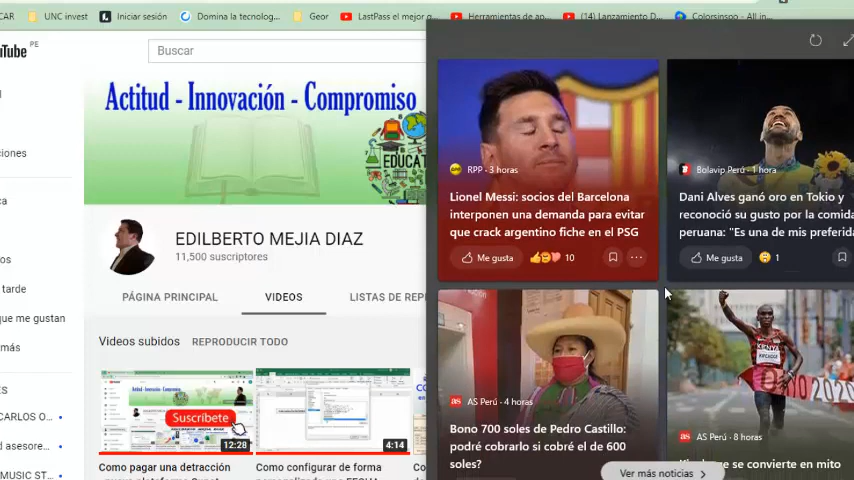 CAR
UNC invest
Iniciar sesión
Domina la tecnolog...
Geor
LastPass el mejor g...
Herramientas de ap...
(14) Lanzamiento D...
Colorsinspo - All in...
uTube PE
Buscar
Actitud - Innovación - Compromiso
EDUCAT
ciones
EDILBERTO MEJIA DIAZ
11,500 suscriptores
PÁGINA PRINCIPAL
VIDEOS
LISTAS DE REPR
tarde
que me gustan
más
Videos subidos
REPRODUCIR TODO
Suscríbete
12:28
4:14
CARLOS O...
d asesore...
MUSIC ST...
Como pagar una detracción
Como configurar de forma
RPP · 3 horas
Lionel Messi: socios del Barcelona
interponen una demanda para evitar
que crack argentino fiche en el PSG
Me gusta
10
Bolavip Perú · 1 hora
Dani Alves ganó oro en Tokio y
reconoció su gusto por la comida
peruana: "Es una de mis preferida
Me gusta
1
AS Perú · 4 horas
Bono 700 soles de Pedro Castillo:
podré cobrarlo si cobré el de 600
soles?
KENYA
AS Perú · 8 horas
se convierte en mito
Ver más noticias